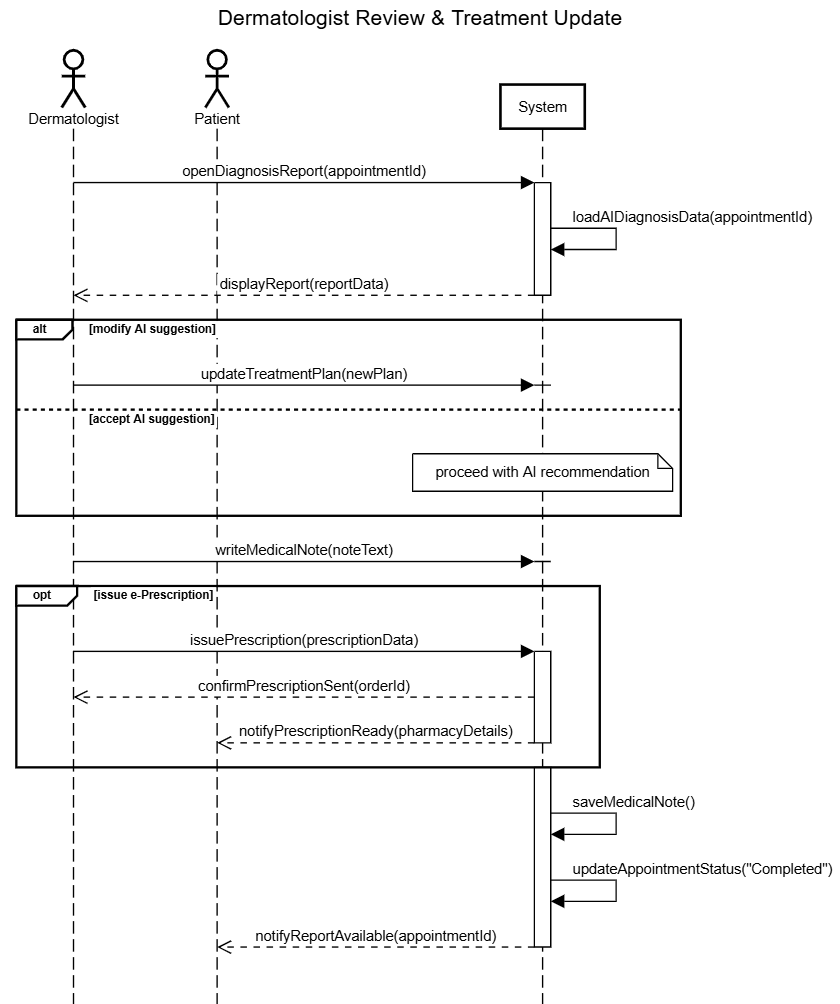 Dermatologist Review & Treatment Update
Dermatologist
Patient
System
openDiagnosisReport(appointmentId)
loadAIDiagnosisData(appointmentId)
displayReport(reportData)
alt
[modify AI suggestion]
updateTreatmentPlan(newPlan)
[accept AI suggestion]
proceed with AI recommendation
writeMedicalNote(noteText)
opt
[issue e-Prescription]
issuePrescription(prescriptionData)
confirmPrescriptionSent(orderId)
notifyPrescriptionReady(pharmacyDetails)
saveMedicalNote()
updateAppointmentStatus("Completed")
notifyReportAvailable(appointmentId)